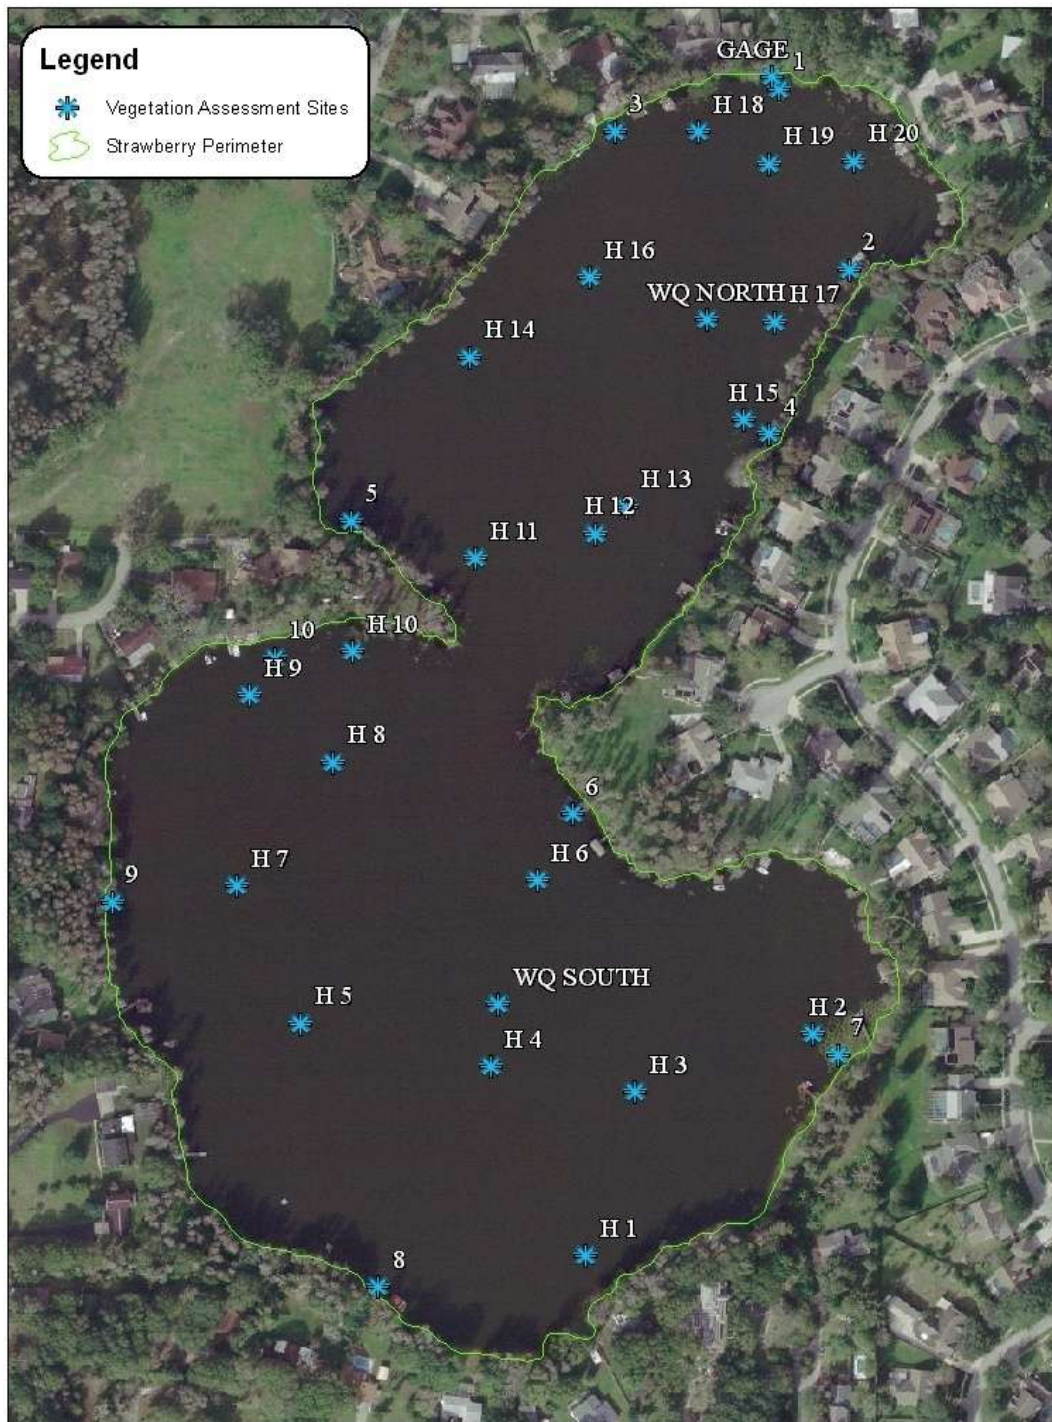 Legend
Vegetation Assessment Sites
Strawberry Perimeter
GAGE
1
3
H 18
H 19
H 20
2
H 16
WQ NORTH
H 17
H 14
H 15
4
5
H 13
H 12
H 11
10
H 10
H 9
H 8
6
H 7
H 6
9
WQ SOUTH
H 5
H 2
7
H 4
H 3
H 1
8